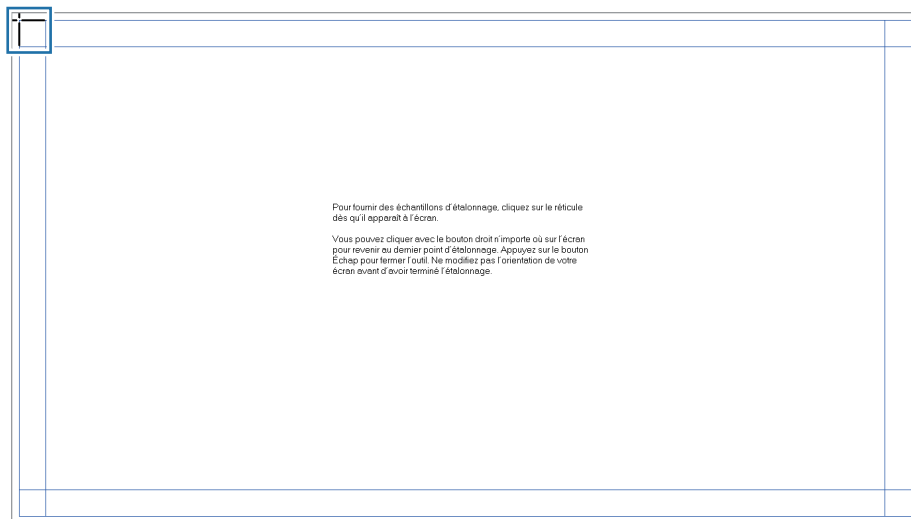 Pour fournir des échantillons d'étalonnage, cliquez sur le réticule
dès qu'il apparaît à l'écran.
Vous pouvez cliquer avec le bouton droit n'importe où sur l'écran
pour revenir au dernier point d'étalonnage. Appuyez sur le bouton
Échap pour fermer l'outil. Ne modifiez pas l'orientation de votre
écran avant d'avoir terminé l'étalonnage.